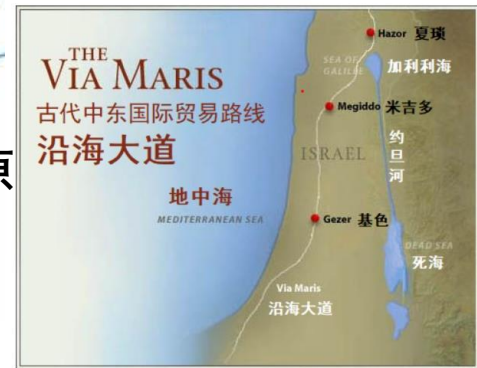 THE
VIA MARIS
古代中东国际贸易路线
沿海大道
地中海
MEDITERRANEAN SEA
Hazor 夏琐
SEA OF
GALILEE
加利利海
Megiddo 米吉多
ISRAEL
约旦河
Gezer 基色
DEAD SEA
死海
Via Maris
沿海大道